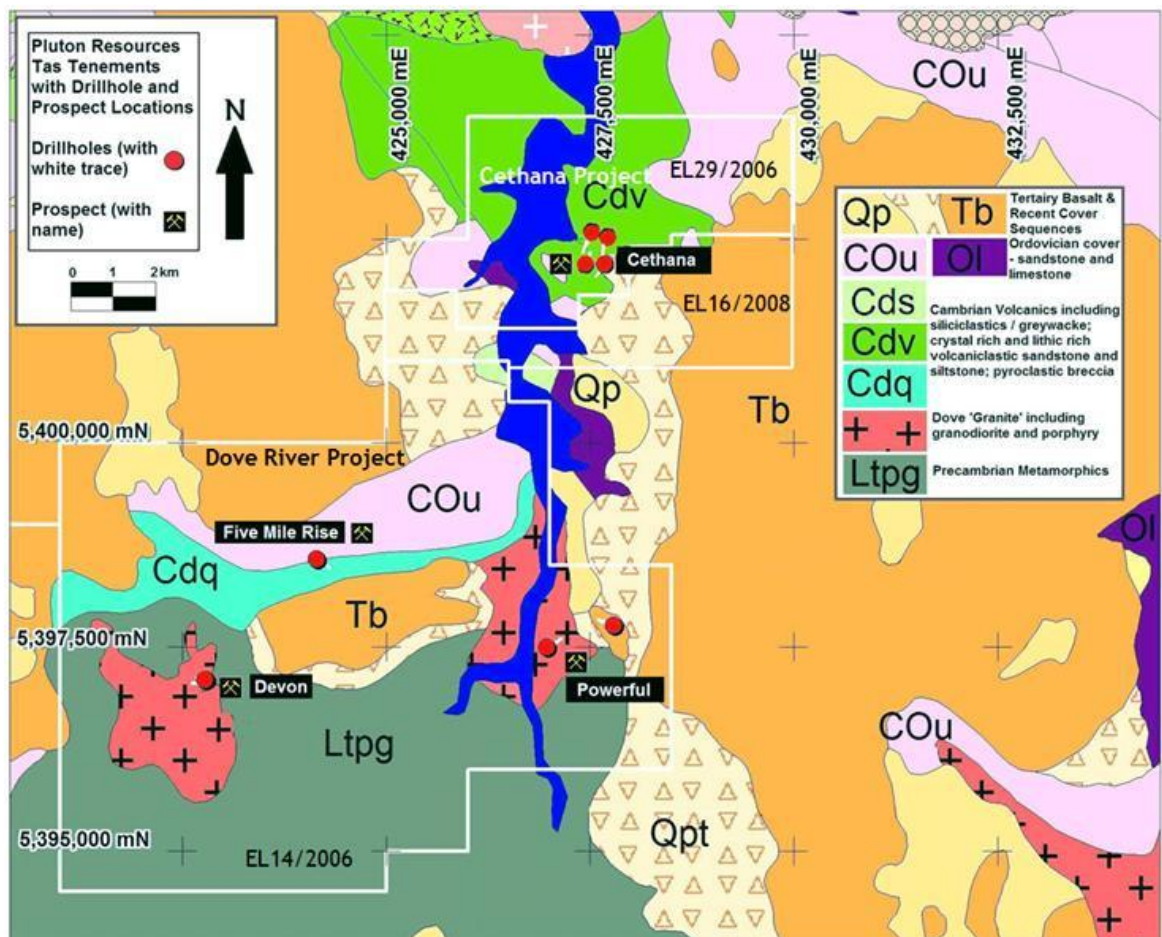 Pluton Resources
Tas Tenements
with Drillhole and
Prospect Locations
N
Drillholes (with
white trace)
Prospect (with
name)
0 1 2km
425,000 mE
427,500 mE
430,000 mE
432,500 mE
COu
Cethana Project
EL29/2006
Cdv
Cethana
EL16/2008
Qp
Tb
5,400,000 mN
Dove River Project
COu
Five Mile Rise
Cdq
Tb
5,397,500 mN
Devon
Powerful
Ltpg
COu
Ol
5,395,000 mN
EL14/2006
Qpt
Qp
Tb
Tertairy Basalt &
Recent Cover
Sequences
COu
Ol
Ordovician cover
- sandstone and
limestone
Cds
Cdv
Cdq
Cambrian Volcanics including
siliciclastics / greywacke;
crystal rich and lithic rich
volcaniclastic sandstone and
siltstone; pyroclastic breccia
Dove 'Granite' including
granodiorite and porphyry
Ltpg
Precambrian Metamorphics